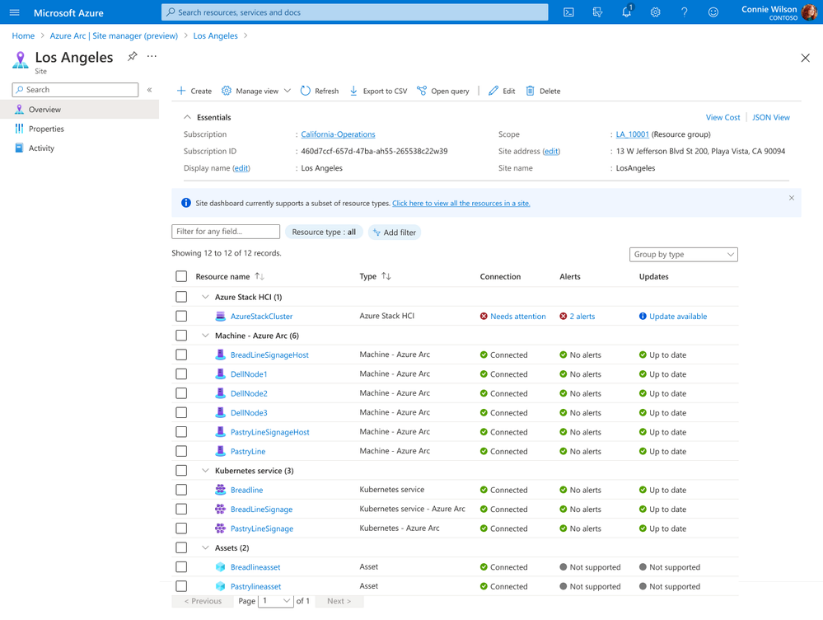 Microsoft Azure
Search resources, services and docs
1
Connie Wilson
CONTOSO
Home > Azure Arc | Site manager (preview) > Los Angeles >
Los Angeles
Site
Search
«
Overview
Properties
Activity
Create Manage view Refresh Export to CSV Open query | Edit Delete
Essentials
View Cost | JSON View
Subscription : California-Operations
Scope : LA_10001 (Resource group)
Subscription ID : 460d7ccf-657d-47ba-ah55-265538c22w39
Site address (edit) : 13 W Jefferson Blvd St 200, Playa Vista, CA 90094
Display name (edit) : Los Angeles
Site name : LosAngeles
Site dashboard currently supports a subset of resource types. Click here to view all the resources in a site.
Filter for any field... Resource type : all Add filter
Showing 12 to 12 of 12 records.
Group by type
Resource name ↑↓ Type ↑↓ Connection Alerts Updates
Azure Stack HCI (1)
AzureStackCluster Azure Stack HCI Needs attention 2 alerts Update available
Machine - Azure Arc (6)
BreadLineSignageHost Machine - Azure Arc Connected No alerts Up to date
DellNode1 Machine - Azure Arc Connected No alerts Up to date
DellNode2 Machine - Azure Arc Connected No alerts Up to date
DellNode3 Machine - Azure Arc Connected No alerts Up to date
PastryLineSignageHost Machine - Azure Arc Connected No alerts Up to date
PastryLine Machine - Azure Arc Connected No alerts Up to date
Kubernetes service (3)
Breadline Kubernetes service Connected No alerts Up to date
BreadLineSignage Kubernetes service - Azure Arc Connected No alerts Up to date
PastryLineSignage Kubernetes - Azure Arc Connected No alerts Up to date
Assets (2)
Breadlineasset Asset Connected Not supported Not supported
Pastrylineasset Asset Connected Not supported Not supported
< Previous Page 1 of 1 Next >